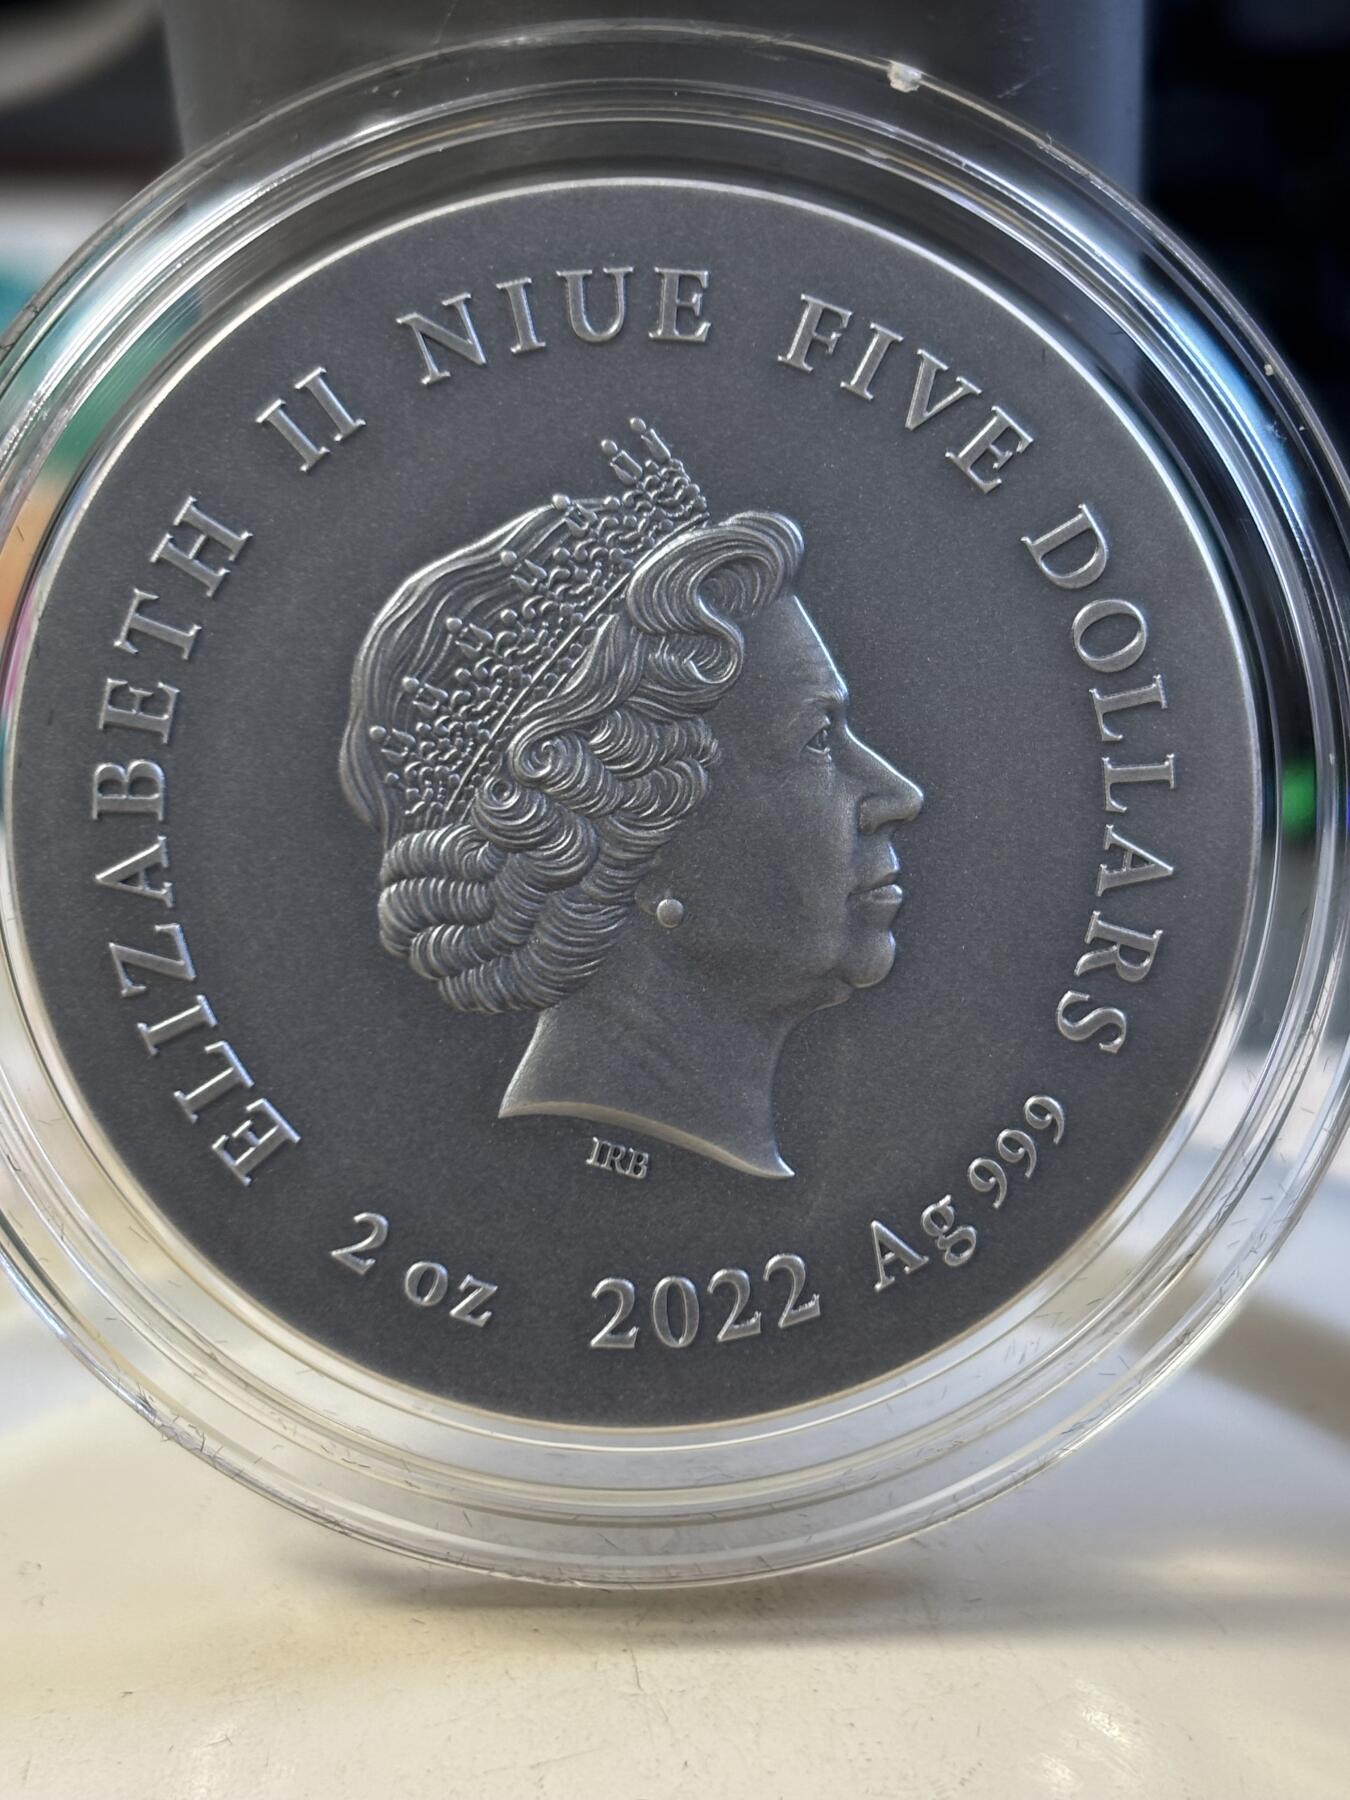 ELIZABETH II NIUE FIVE DOLLARS
IRB
2 oz 2022 Ag 999